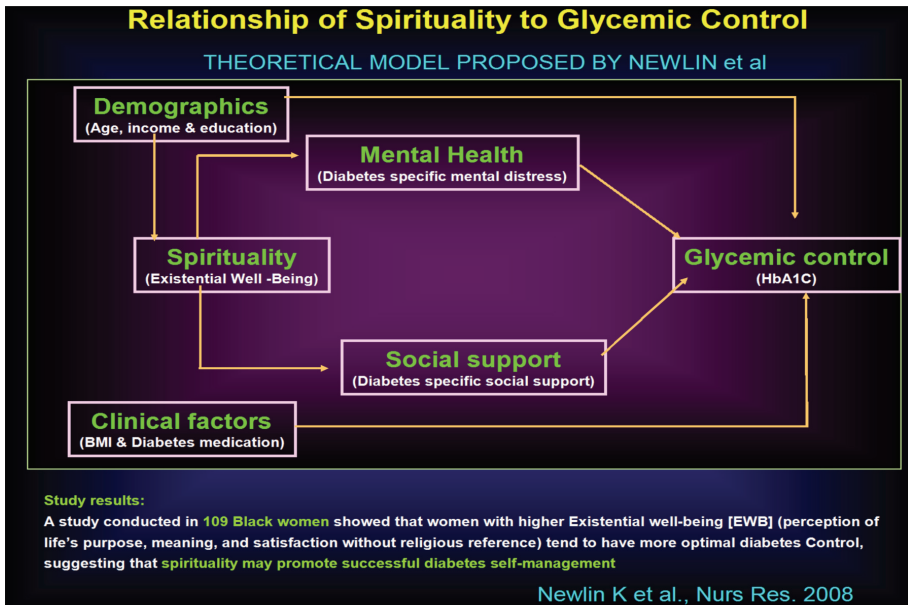 Relationship of Spirituality to Glycemic Control
THEORETICAL MODEL PROPOSED BY NEWLIN et al
Demographics
(Age, income & education)
Mental Health
(Diabetes specific mental distress)
Spirituality
(Existential Well -Being)
Glycemic control
(HbA1C)
Social support
(Diabetes specific social support)
Clinical factors
(BMI & Diabetes medication)
Study results:
A study conducted in 109 Black women showed that women with higher Existential well-being [EWB] (perception of
life's purpose, meaning, and satisfaction without religious reference) tend to have more optimal diabetes Control,
suggesting that spirituality may promote successful diabetes self-management
Newlin K et al., Nurs Res. 2008